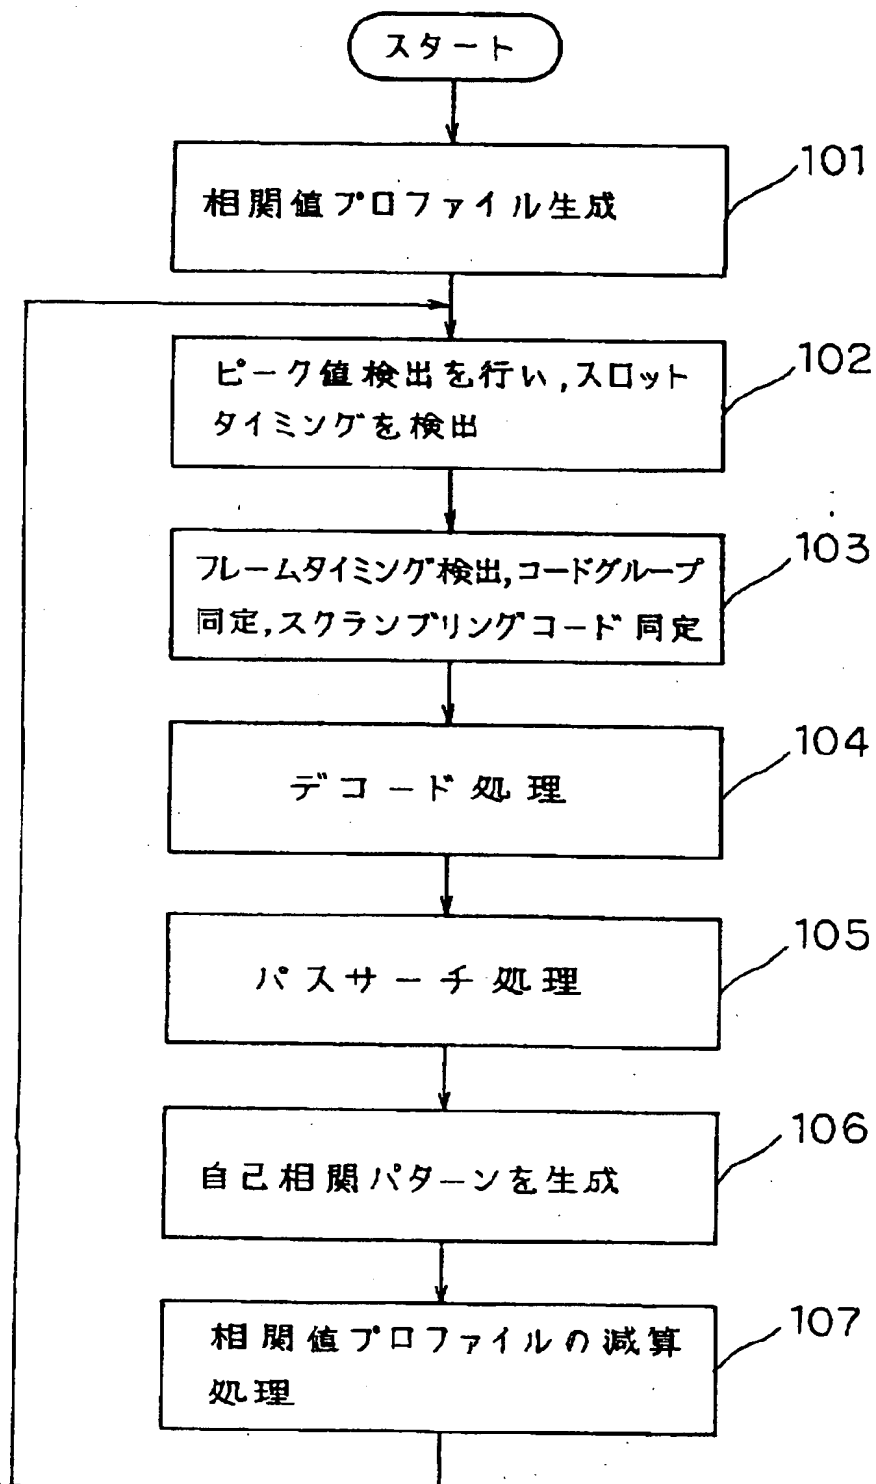 スタート
101
相関値プロファイル生成
102
ピーク値検出を行い,スロット
タイミングを検出
103
フレームタイミング検出,コードグループ
同定,スクランブリングコード同定
104
デコード処理
105
パスサーチ処理
106
自己相関パターンを生成
107
相関値プロファイルの減算
処理